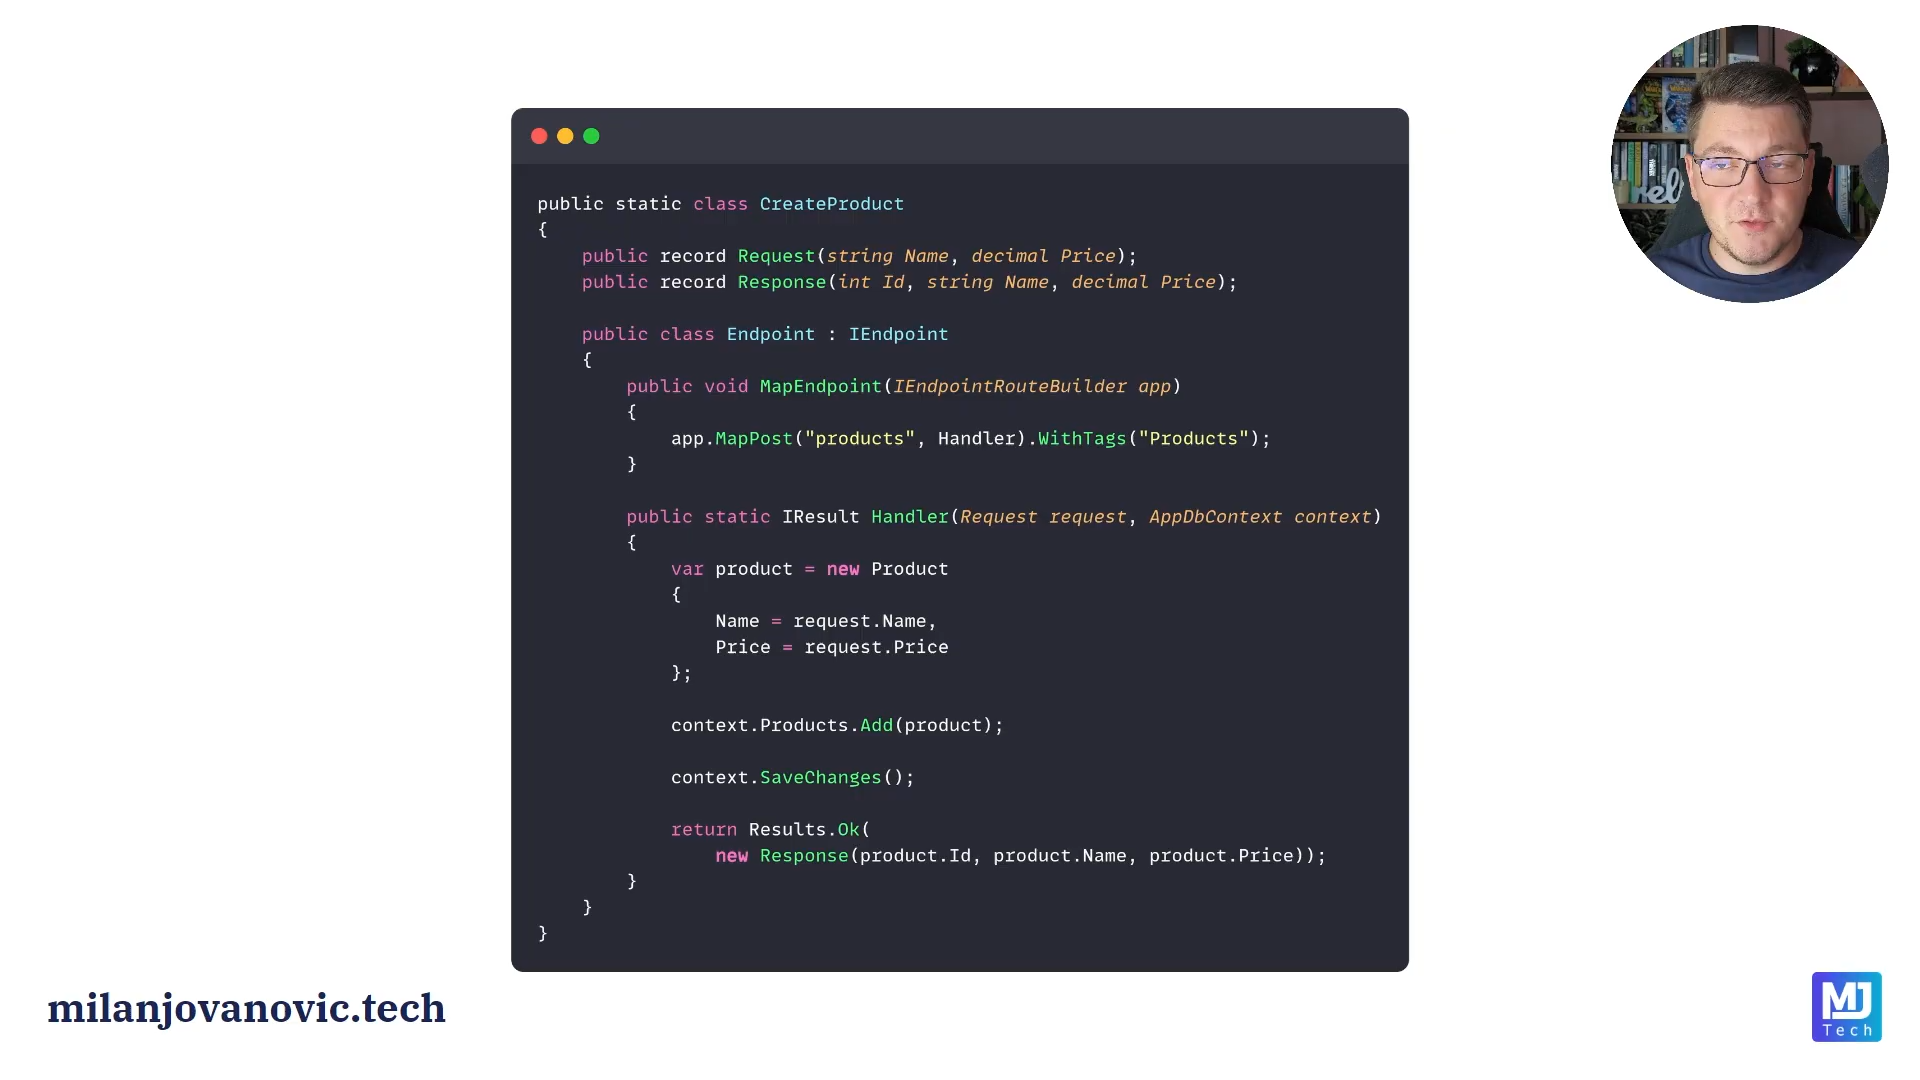 public static class CreateProduct
{
    public record Request(string Name, decimal Price);
    public record Response(int Id, string Name, decimal Price);

    public class Endpoint : IEndpoint
    {
        public void MapEndpoint(IEndpointRouteBuilder app)
        {
            app.MapPost("products", Handler).WithTags("Products");
        }

        public static IResult Handler(Request request, AppDbContext context)
        {
            var product = new Product
            {
                Name = request.Name,
                Price = request.Price
            };

            context.Products.Add(product);

            context.SaveChanges();

            return Results.Ok(
                new Response(product.Id, product.Name, product.Price));
        }
    }
}
milanjovanovic.tech
MJ
Tech